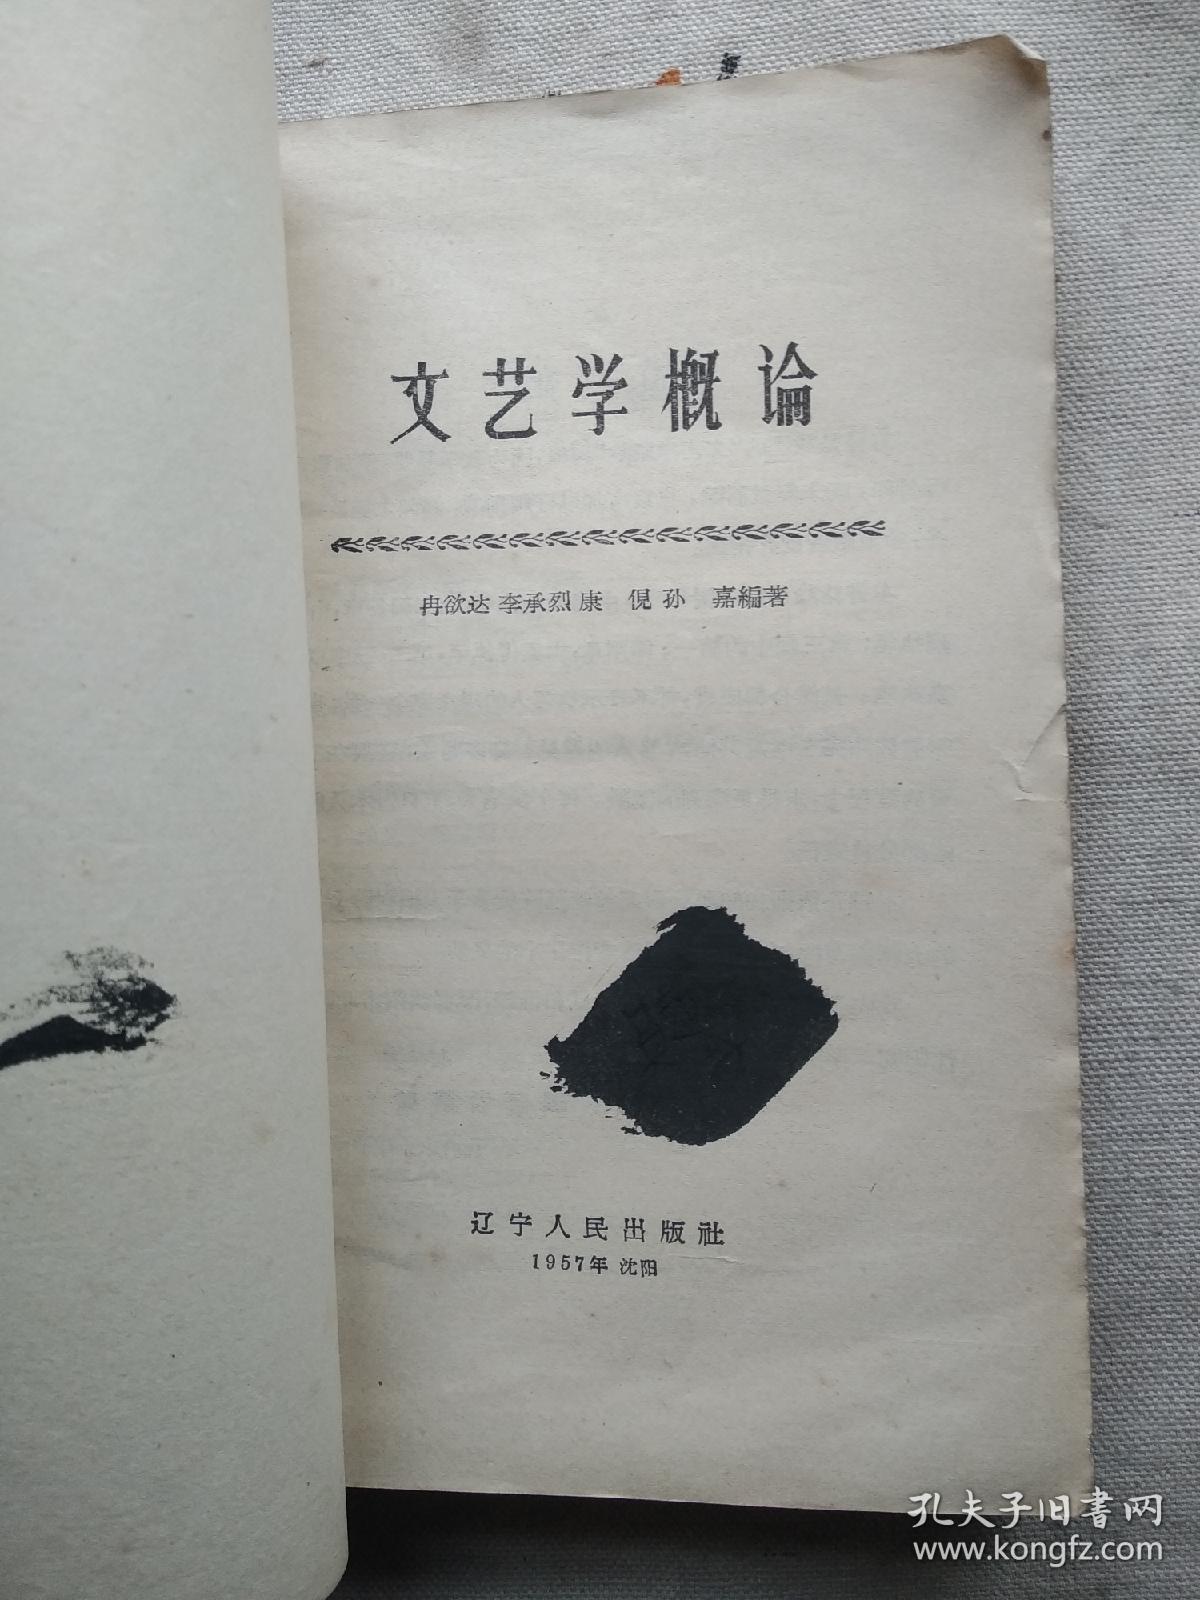 文艺学概论
冉欲达 李承烈 康 伣 孙 嘉編著
辽宁人民出版社
1957年 沈阳
孔夫子旧书网
www.kongfz.com